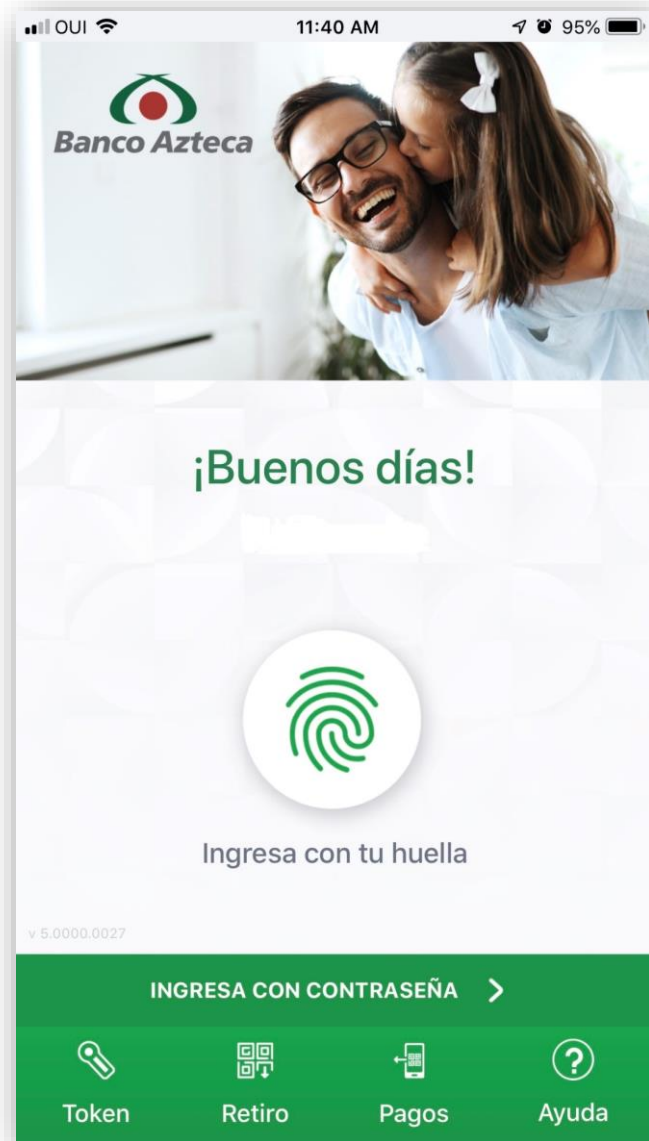 OUI 11:40 AM 95%
Banco Azteca
¡Buenos días!
Ingresa con tu huella
v 5.0000.0027
INGRESA CON CONTRASEÑA
Token Retiro Pagos Ayuda